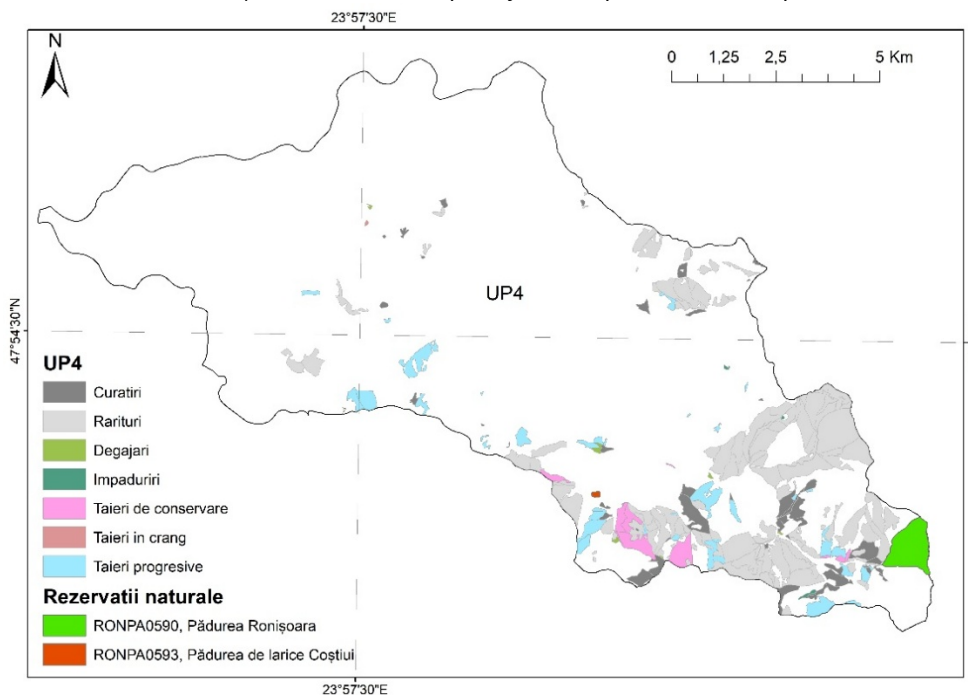 23°57'30"E
N
0 1,25 2,5 5 Km
UP4
47°54'30"N
UP4
Curatiri
Rarituri
Degajari
Impaduriri
Taieri de conservare
Taieri in crang
Taieri progresive
Rezervatii naturale
RONPA0590, Pădurea Ronișoara
RONPA0593, Pădurea de larice Coștiui
23°57'30"E